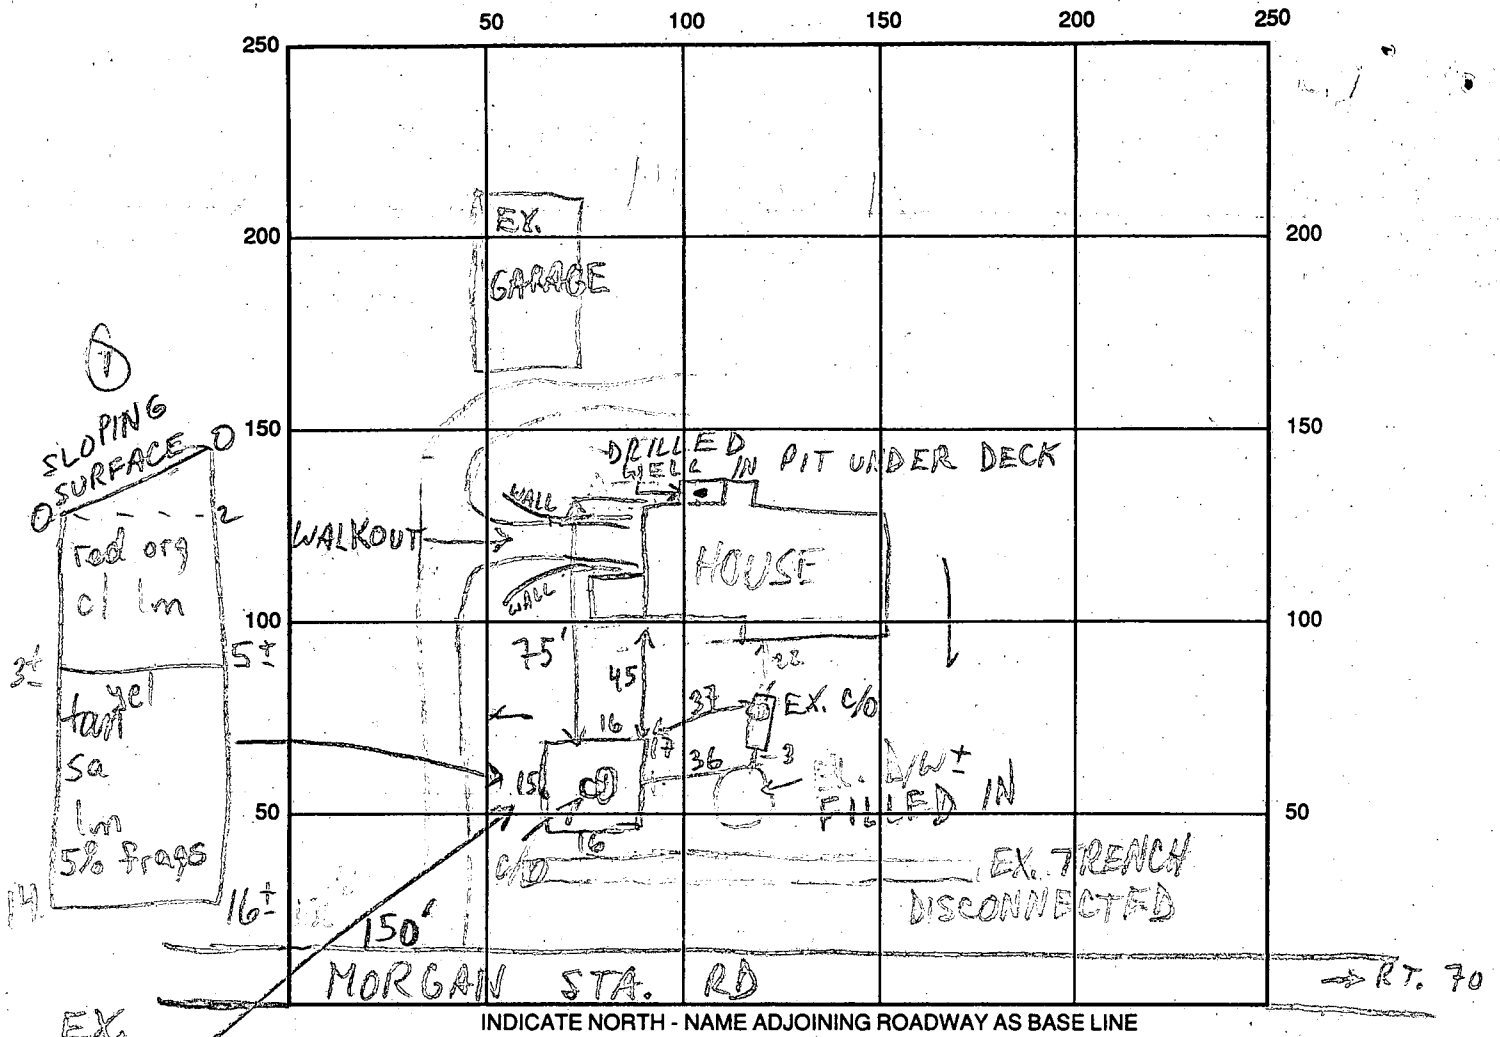 50 100 150 200 250
250
EX.
200 200
GARAGE
1
SLOPING
SURFACE
0
150 150
DRILLED
WELL IN PIT UNDER DECK
WALL
0 2
WALKOUT
red org
cl lm
HOUSE
WALL
100 100
75'
3± 5±
22
45
37
EX. C/O
yel
tan
sa
lm
5% frags
16
17
36
3
15
EX. D/W±
FILLED IN
50 50
16
C/O
EX. TRENCH
DISCONNECTED
14 16±
150'
MORGAN STA. RD
RT. 70
EX.
INDICATE NORTH - NAME ADJOINING ROADWAY AS BASE LINE